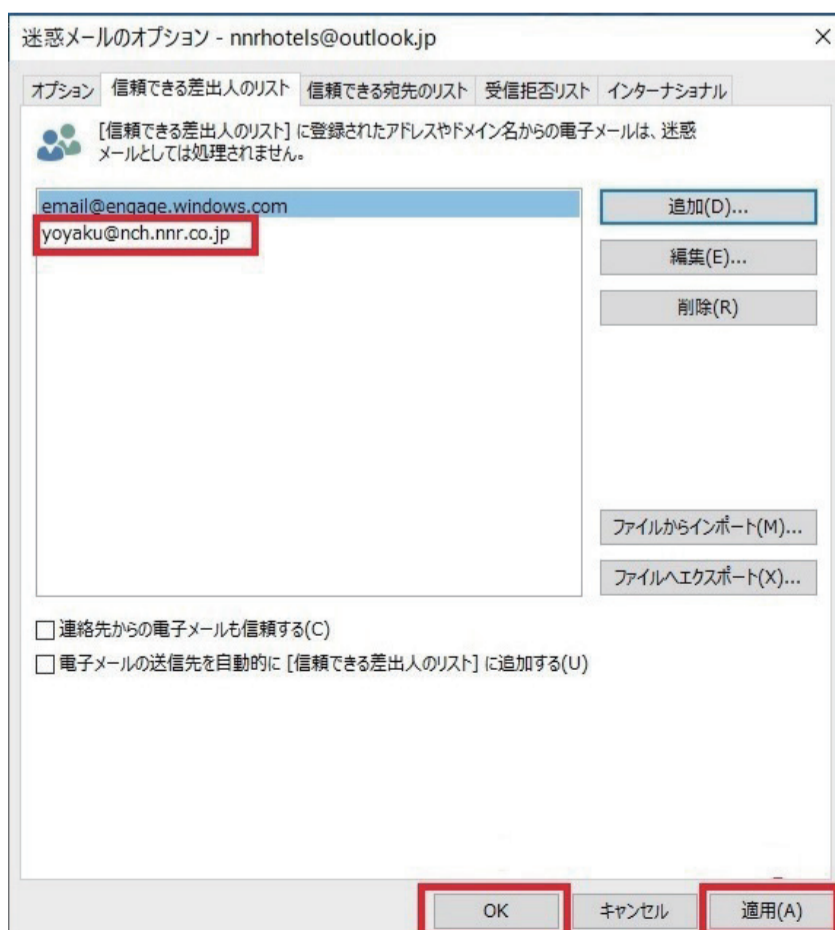 迷惑メールのオプション - nnrhotels@outlook.jp
オプション 信頼できる差出人のリスト 信頼できる宛先のリスト 受信拒否リスト インターナショナル
[信頼できる差出人のリスト] に登録されたアドレスやドメイン名からの電子メールは、迷惑
メールとしては処理されません。
email@engage.windows.com
yoyaku@nch.nnr.co.jp
追加(D)...
編集(E)...
削除(R)
ファイルからインポート(M)...
ファイルへエクスポート(X)...
連絡先からの電子メールも信頼する(C)
電子メールの送信先を自動的に [信頼できる差出人のリスト] に追加する(U)
OK キャンセル 適用(A)